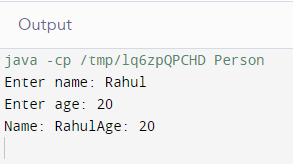 Output
java -cp /tmp/lq6zpQPCHD Person
Enter name: Rahul
Enter age: 20
Name: RahulAge: 20